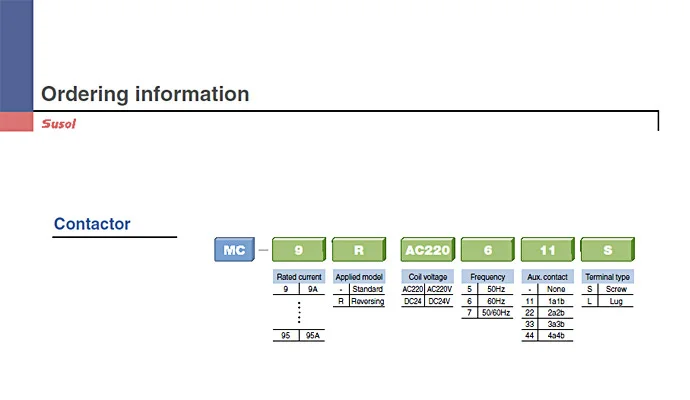 Ordering information
Susol
Contactor
MC – 9 R AC220 6 11 S
Rated current Applied model Coil voltage Frequency Aux. contact Terminal type
9 9A - Standard AC220 AC220V 5 50Hz - None S Screw
R Reversing DC24 DC24V 6 60Hz 11 1a1b L Lug
7 50/60Hz 22 2a2b
33 3a3b
95 95A 44 4a4b